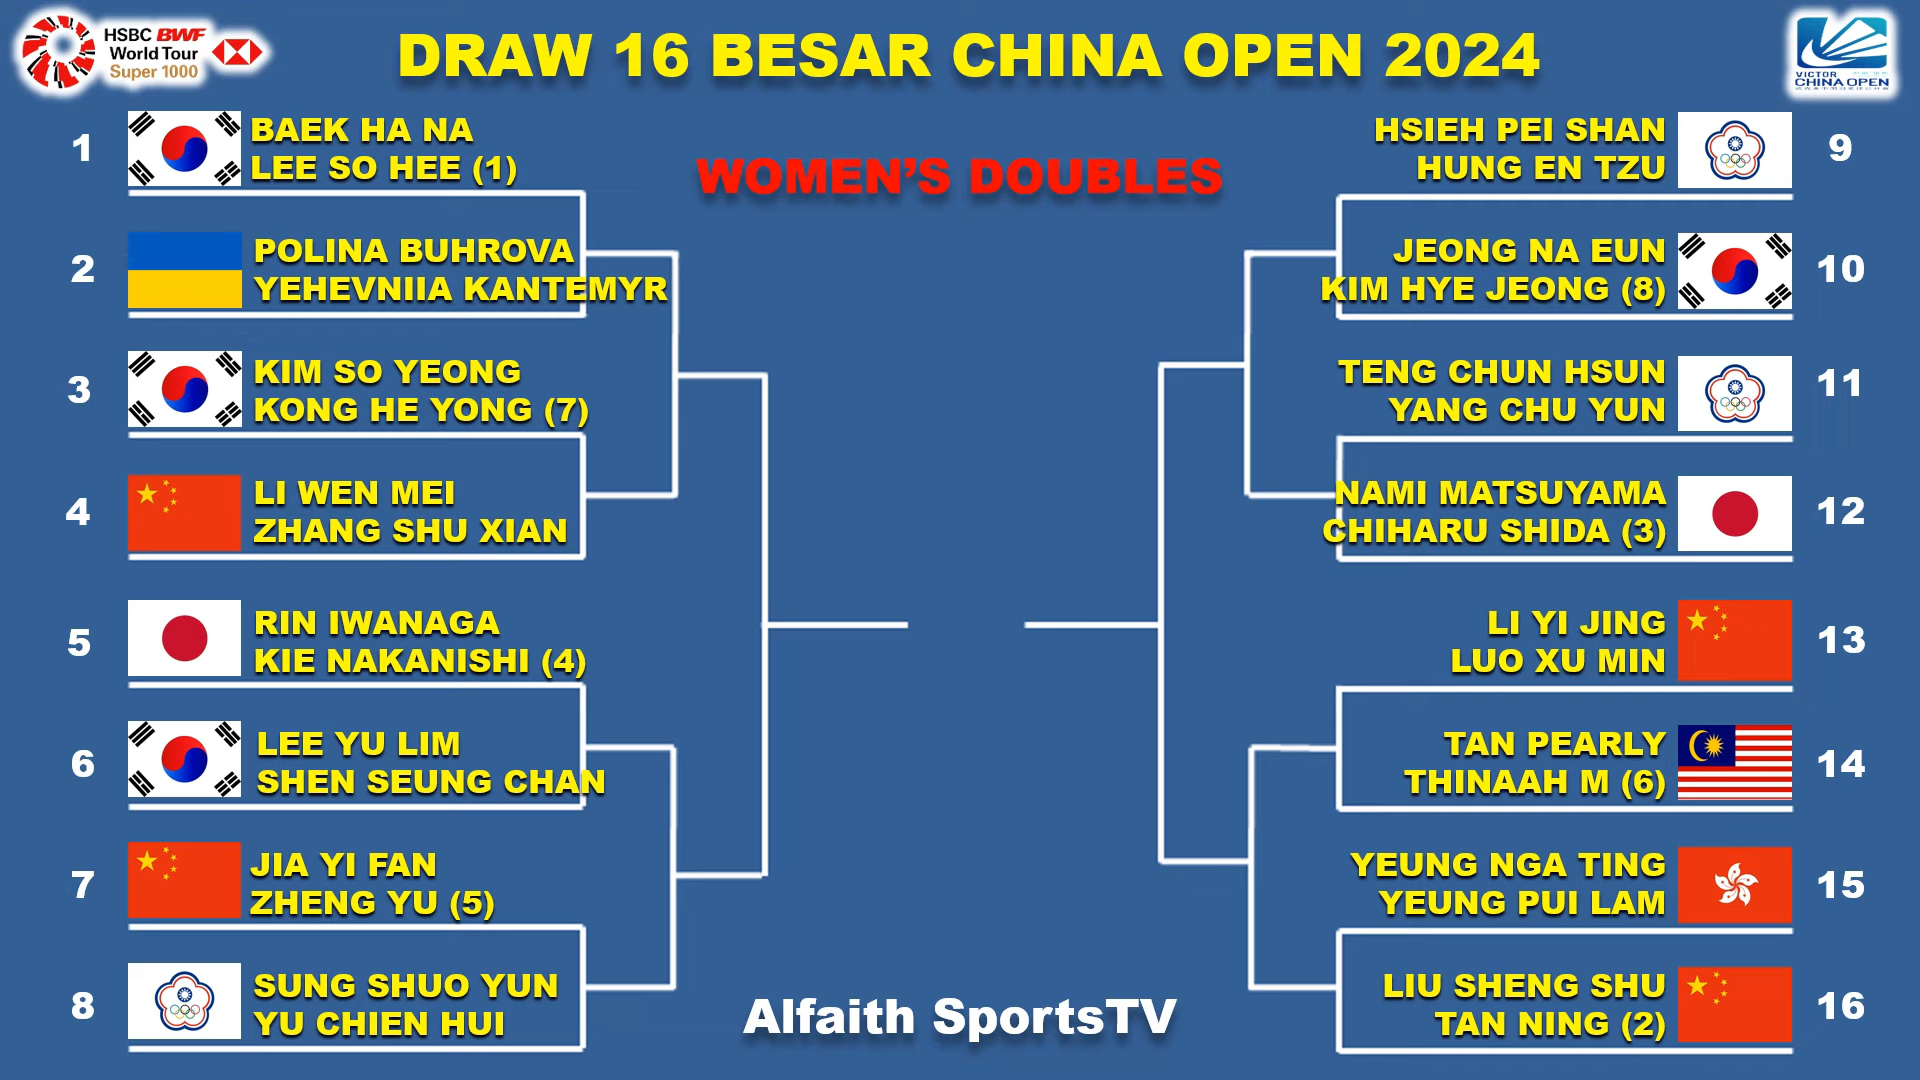 HSBC BWF
World Tour
Super 1000
DRAW 16 BESAR CHINA OPEN 2024
VICTOR
CHINA OPEN
WOMEN'S DOUBLES
1
BAEK HA NA
LEE SO HEE (1)
2
POLINA BUHROVA
YEHEVNIIA KANTEMYR
3
KIM SO YEONG
KONG HE YONG (7)
4
LI WEN MEI
ZHANG SHU XIAN
5
RIN IWANAGA
KIE NAKANISHI (4)
6
LEE YU LIM
SHEN SEUNG CHAN
7
JIA YI FAN
ZHENG YU (5)
8
SUNG SHUO YUN
YU CHIEN HUI
HSIEH PEI SHAN
HUNG EN TZU
9
JEONG NA EUN
KIM HYE JEONG (8)
10
TENG CHUN HSUN
YANG CHU YUN
11
NAMI MATSUYAMA
CHIHARU SHIDA (3)
12
LI YI JING
LUO XU MIN
13
TAN PEARLY
THINAAH M (6)
14
YEUNG NGA TING
YEUNG PUI LAM
15
LIU SHENG SHU
TAN NING (2)
16
Alfaith SportsTV